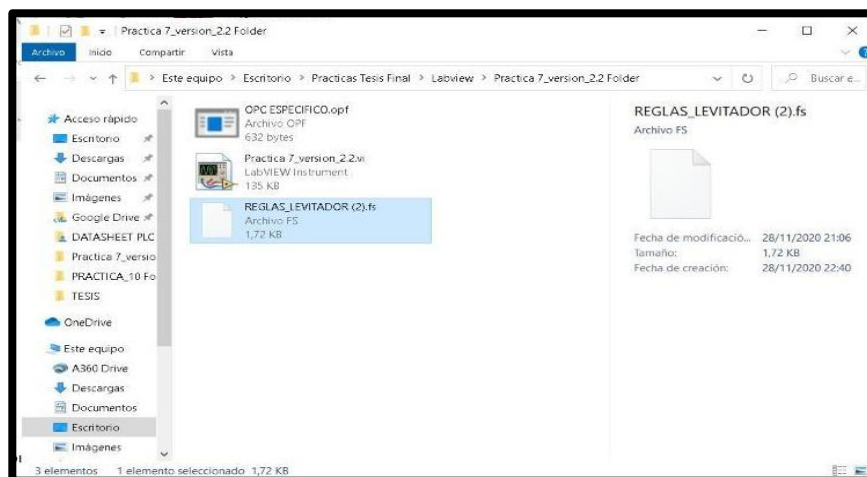 Practica 7_version_2.2 Folder
Archivo Inicio Compartir Vista
Este equipo > Escritorio > Practicas Tesis Final > Labview > Practica 7_version_2.2 Folder
Buscar e...
Acceso rápido
Escritorio
Descargas
Documentos
Imágenes
Google Drive
DATASHEET PLC
Practica 7_versio
PRACTICA_10 Fo
TESIS
OneDrive
Este equipo
A360 Drive
Descargas
Documentos
Escritorio
Imágenes
OPC ESPECIFICO.opf
Archivo OPF
632 bytes
Practica 7_version_2.2.vi
LabVIEW Instrument
135 KB
REGLAS_LEVITADOR (2).fs
Archivo FS
1,72 KB
REGLAS_LEVITADOR (2).fs
Archivo FS
Fecha de modificació... 28/11/2020 21:06
Tamaño: 1,72 KB
Fecha de creación: 28/11/2020 22:40
3 elementos 1 elemento seleccionado 1,72 KB